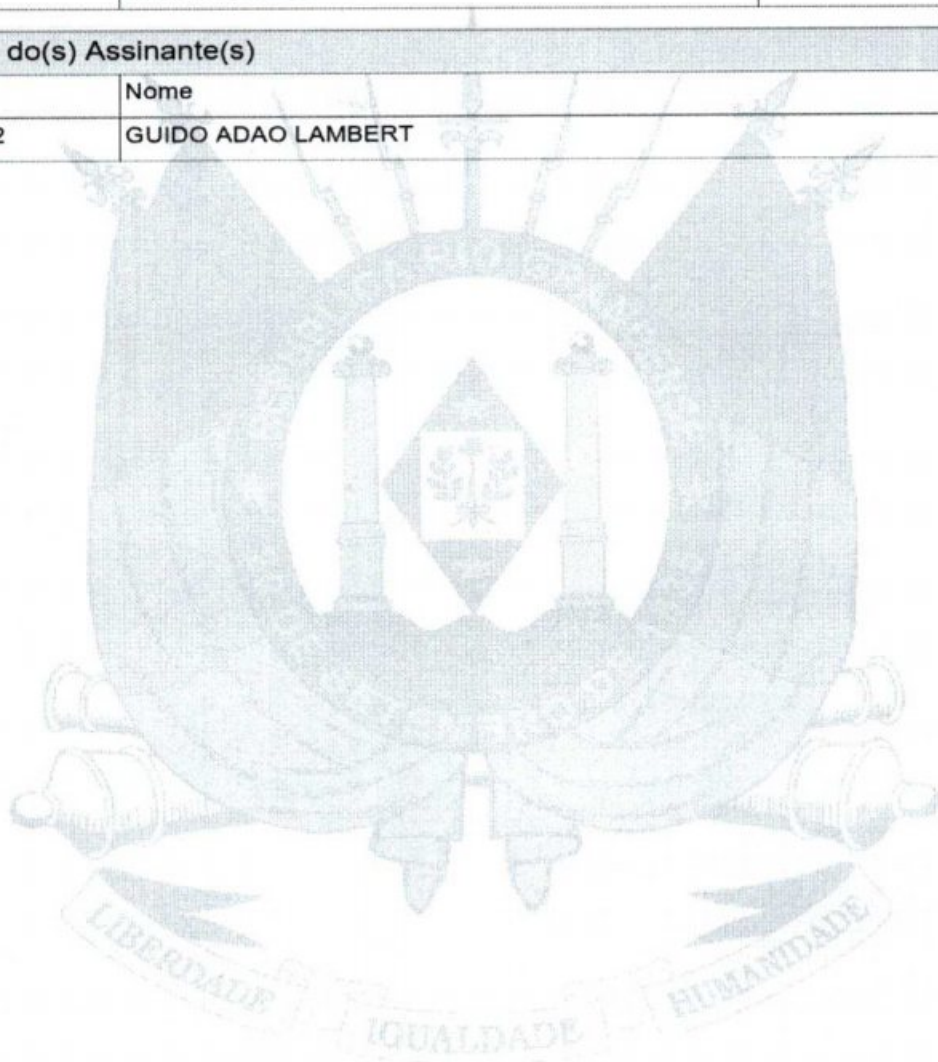 do(s) Assinante(s)
Nome
2 GUIDO ADAO LAMBERT
LIBERDADE
IGUALDADE
HUMANIDADE